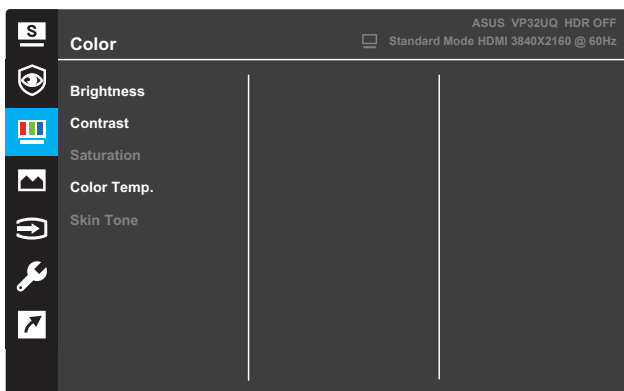 S
ASUS VP32UQ HDR OFF
Color
Standard Mode HDMI 3840X2160 @ 60Hz
Brightness
Contrast
Saturation
Color Temp.
Skin Tone